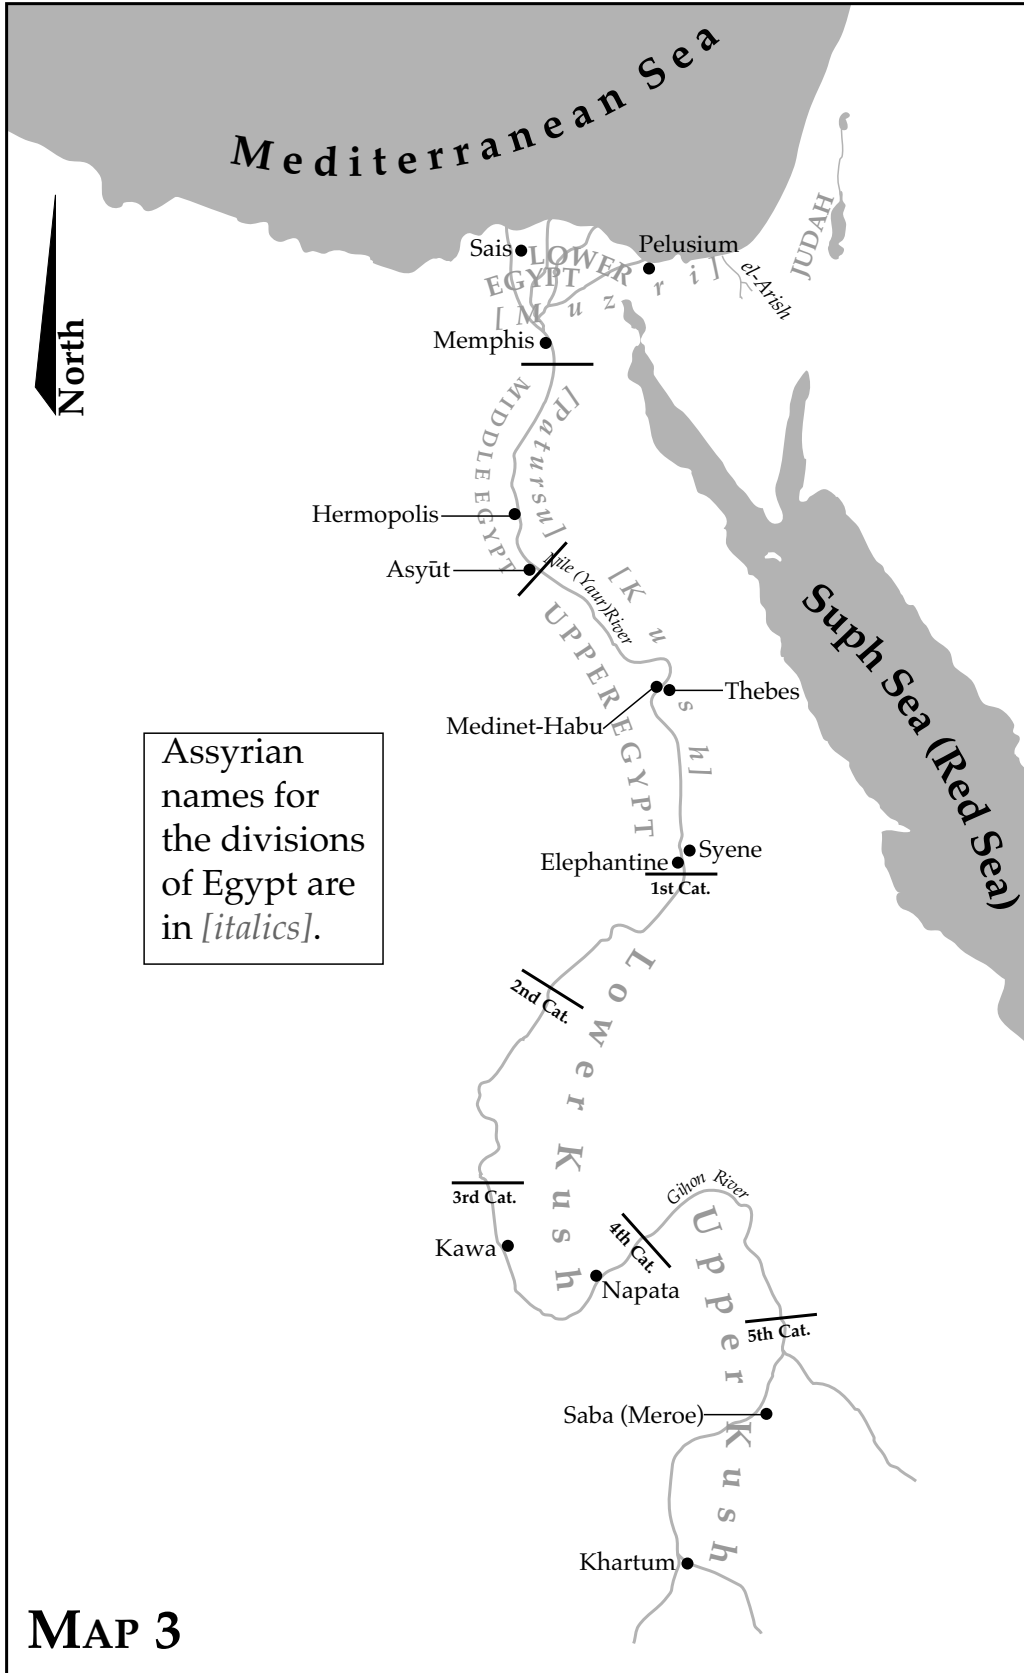 Mediterranean Sea
North
Sais
LOWER
EGYPT
[Muzri]
Pelusium
el-Arish
JUDAH
Memphis
MIDDLE EGYPT
[Patursu]
Hermopolis
Asyūt
Nile (Yaur)River
[Kush]
UPPER EGYPT
Suph Sea (Red Sea)
Thebes
Medinet-Habu
Assyrian
names for
the divisions
of Egypt are
in [italics].
Syene
Elephantine
1st Cat.
2nd Cat.
Lower Kush
3rd Cat.
Gihon River
Kawa
4th Cat.
Napata
Upper Kush
5th Cat.
Saba (Meroe)
Khartum
MAP 3